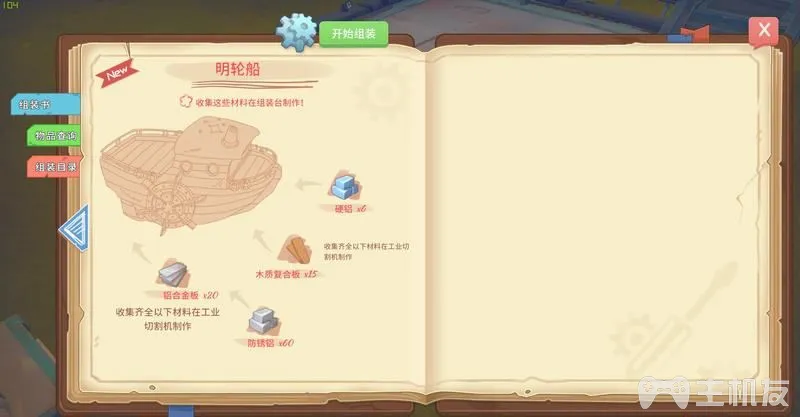 104
开始组装
New
明轮船
收集这些材料在组装台制作!
组装书
物品查询
组装目录
硬铝 x6
收集齐全以下材料在工业切
割机制作
木质复合板 x15
铝合金板 x20
收集齐全以下材料在工业
切割机制作
防锈铝 x60
主机友